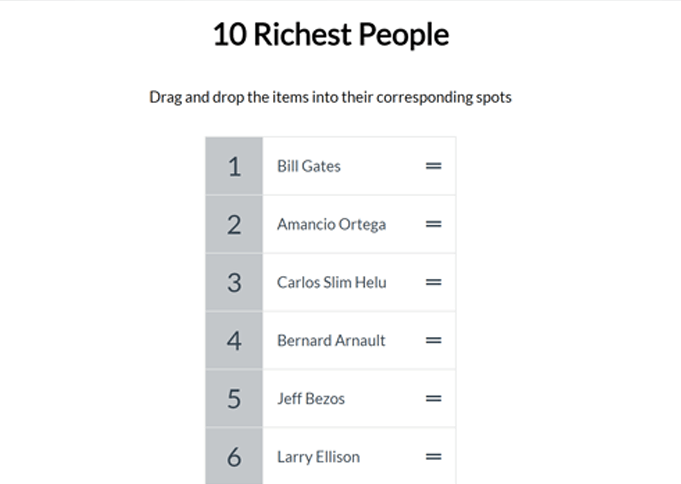 10 Richest People
Drag and drop the items into their corresponding spots
1 Bill Gates
2 Amancio Ortega
3 Carlos Slim Helu
4 Bernard Arnault
5 Jeff Bezos
6 Larry Ellison